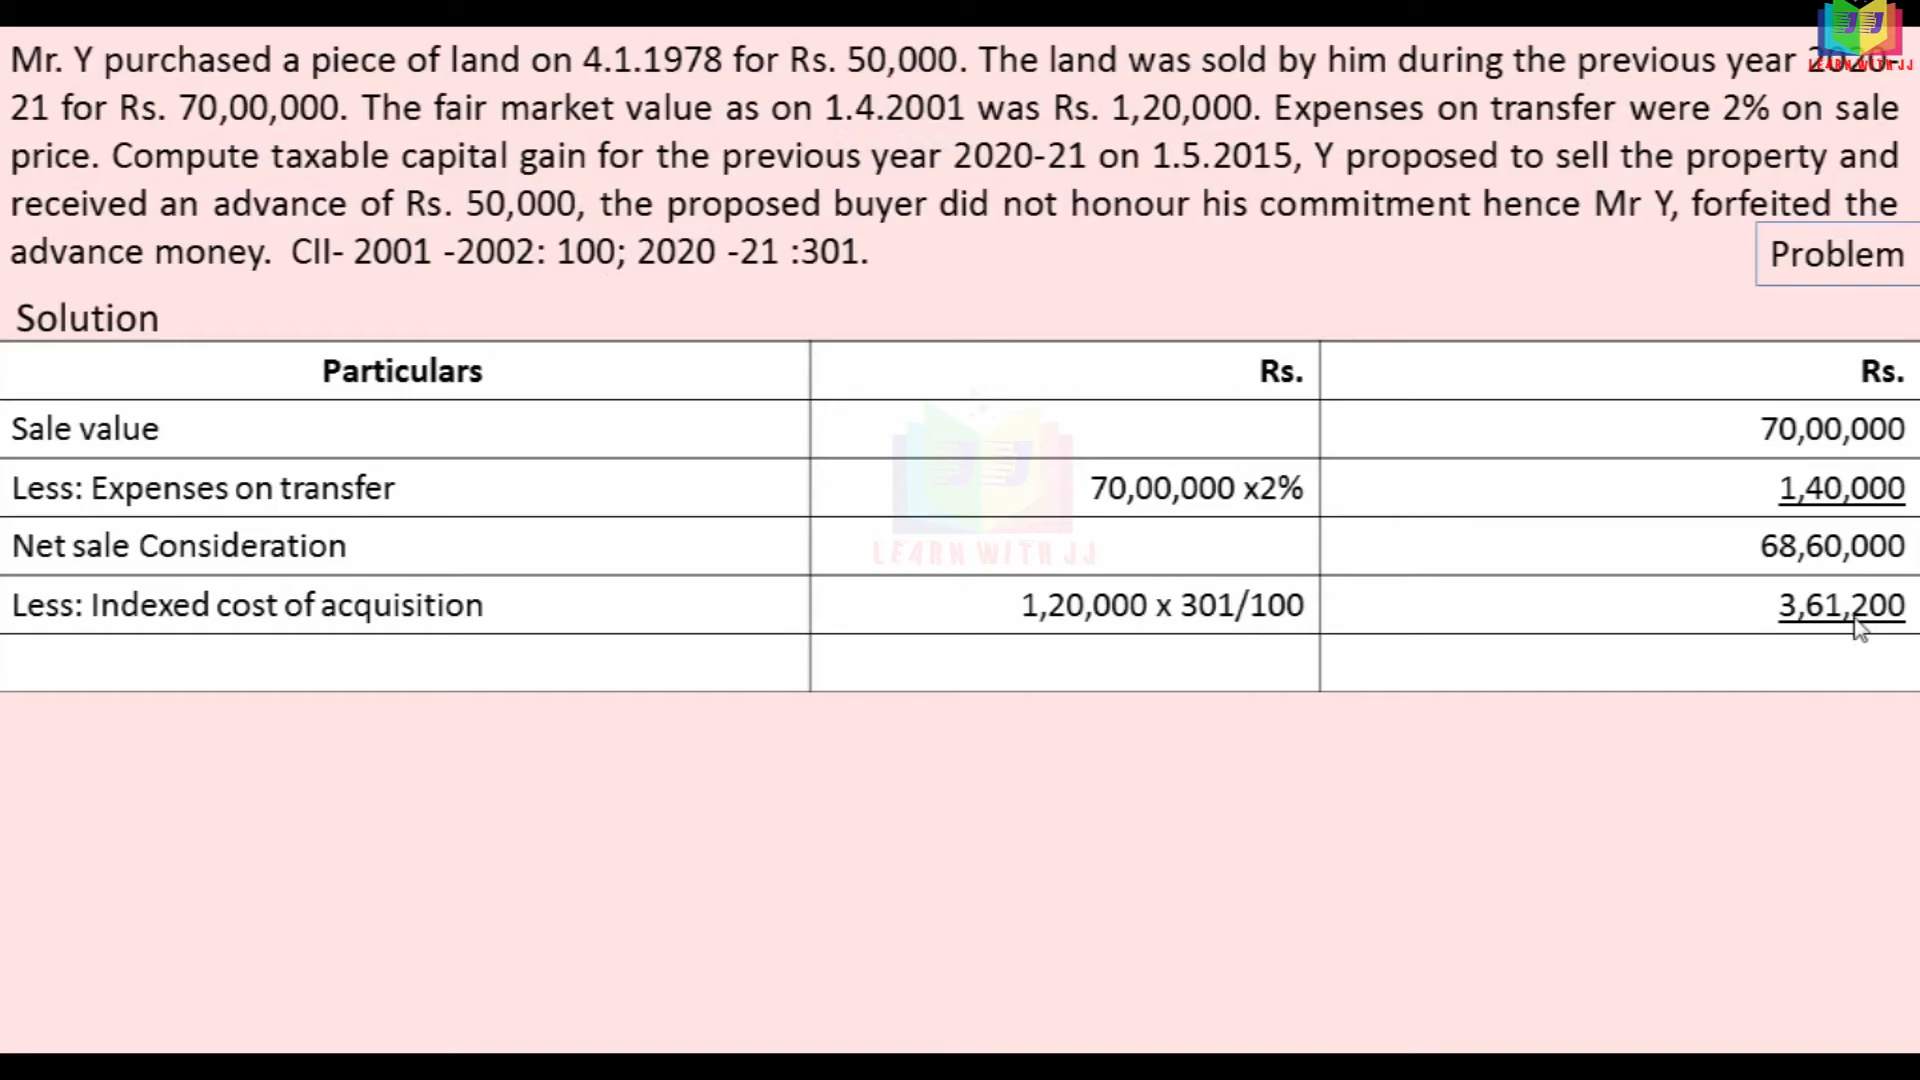 Mr. Y purchased a piece of land on 4.1.1978 for Rs. 50,000. The land was sold by him during the previous year 2020-
21 for Rs. 70,00,000. The fair market value as on 1.4.2001 was Rs. 1,20,000. Expenses on transfer were 2% on sale
price. Compute taxable capital gain for the previous year 2020-21 on 1.5.2015, Y proposed to sell the property and
received an advance of Rs. 50,000, the proposed buyer did not honour his commitment hence Mr Y, forfeited the
advance money. CII- 2001 -2002: 100; 2020 -21 :301.
Problem
LEARN WITH JJ
Solution
Particulars Rs. Rs.
Sale value 70,00,000
Less: Expenses on transfer 70,00,000 x2% 1,40,000
Net sale Consideration 68,60,000
Less: Indexed cost of acquisition 1,20,000 x 301/100 3,61,200
LEARN WITH JJ